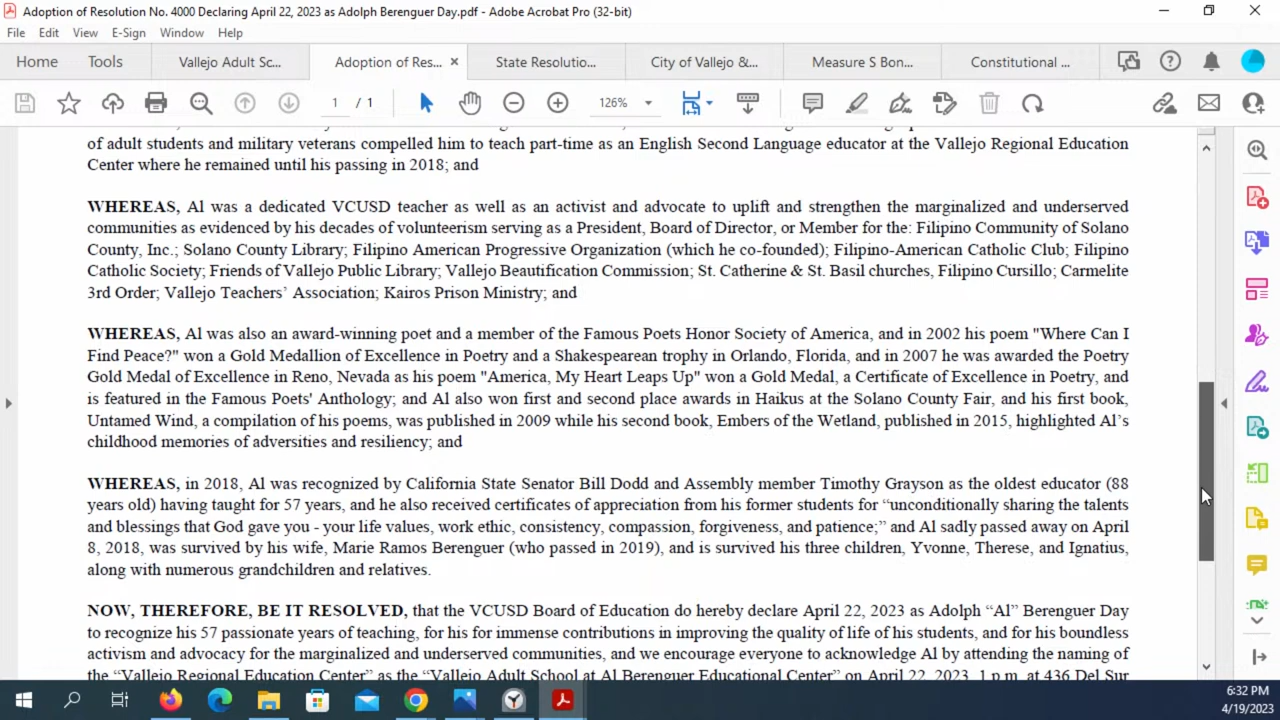 Adoption of Resolution No. 4000 Declaring April 22, 2023 as Adolph Berenguer Day.pdf - Adobe Acrobat Pro (32-bit)
File Edit View E-Sign Window Help
Home Tools Vallejo Adult Sc... Adoption of Res... × State Resolutio... City of Vallejo &... Measure S Bon... Constitutional ...
1 / 1 126%
of adult students and military veterans compelled him to teach part-time as an English Second Language educator at the Vallejo Regional Education
Center where he remained until his passing in 2018; and
WHEREAS, Al was a dedicated VCUSD teacher as well as an activist and advocate to uplift and strengthen the marginalized and underserved
communities as evidenced by his decades of volunteerism serving as a President, Board of Director, or Member for the: Filipino Community of Solano
County, Inc.; Solano County Library; Filipino American Progressive Organization (which he co-founded); Filipino-American Catholic Club; Filipino
Catholic Society; Friends of Vallejo Public Library; Vallejo Beautification Commission; St. Catherine & St. Basil churches, Filipino Cursillo; Carmelite
3rd Order; Vallejo Teachers’ Association; Kairos Prison Ministry; and
WHEREAS, Al was also an award-winning poet and a member of the Famous Poets Honor Society of America, and in 2002 his poem "Where Can I
Find Peace?" won a Gold Medallion of Excellence in Poetry and a Shakespearean trophy in Orlando, Florida, and in 2007 he was awarded the Poetry
Gold Medal of Excellence in Reno, Nevada as his poem "America, My Heart Leaps Up" won a Gold Medal, a Certificate of Excellence in Poetry, and
is featured in the Famous Poets' Anthology; and Al also won first and second place awards in Haikus at the Solano County Fair, and his first book,
Untamed Wind, a compilation of his poems, was published in 2009 while his second book, Embers of the Wetland, published in 2015, highlighted Al’s
childhood memories of adversities and resiliency; and
WHEREAS, in 2018, Al was recognized by California State Senator Bill Dodd and Assembly member Timothy Grayson as the oldest educator (88
years old) having taught for 57 years, and he also received certificates of appreciation from his former students for “unconditionally sharing the talents
and blessings that God gave you - your life values, work ethic, consistency, compassion, forgiveness, and patience;” and Al sadly passed away on April
8, 2018, was survived by his wife, Marie Ramos Berenguer (who passed in 2019), and is survived his three children, Yvonne, Therese, and Ignatius,
along with numerous grandchildren and relatives.
NOW, THEREFORE, BE IT RESOLVED, that the VCUSD Board of Education do hereby declare April 22, 2023 as Adolph “Al” Berenguer Day
to recognize his 57 passionate years of teaching, for his for immense contributions in improving the quality of life of his students, and for his boundless
activism and advocacy for the marginalized and underserved communities, and we encourage everyone to acknowledge Al by attending the naming of
the “Vallejo Regional Education Center” as the “Vallejo Adult School at Al Berenguer Educational Center” on April 22, 2023, 1 p.m. at 436 Del Sur
6:32 PM
4/19/2023